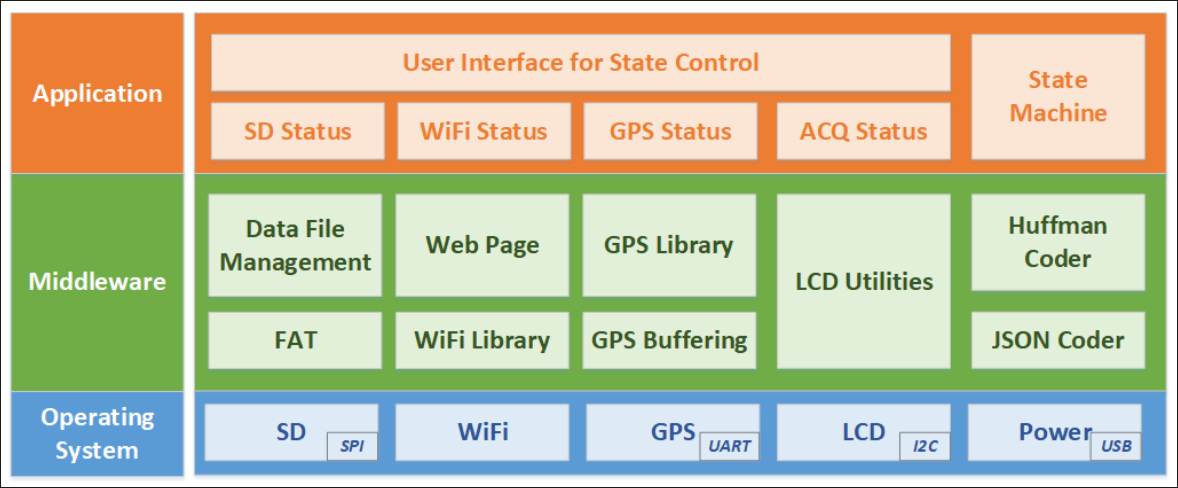 Application
User Interface for State Control
State
Machine
SD Status
WiFi Status
GPS Status
ACQ Status
Middleware
Data File
Management
Web Page
GPS Library
LCD Utilities
Huffman
Coder
FAT
WiFi Library
GPS Buffering
JSON Coder
Operating
System
SD
SPI
WiFi
GPS
UART
LCD
I2C
Power
USB